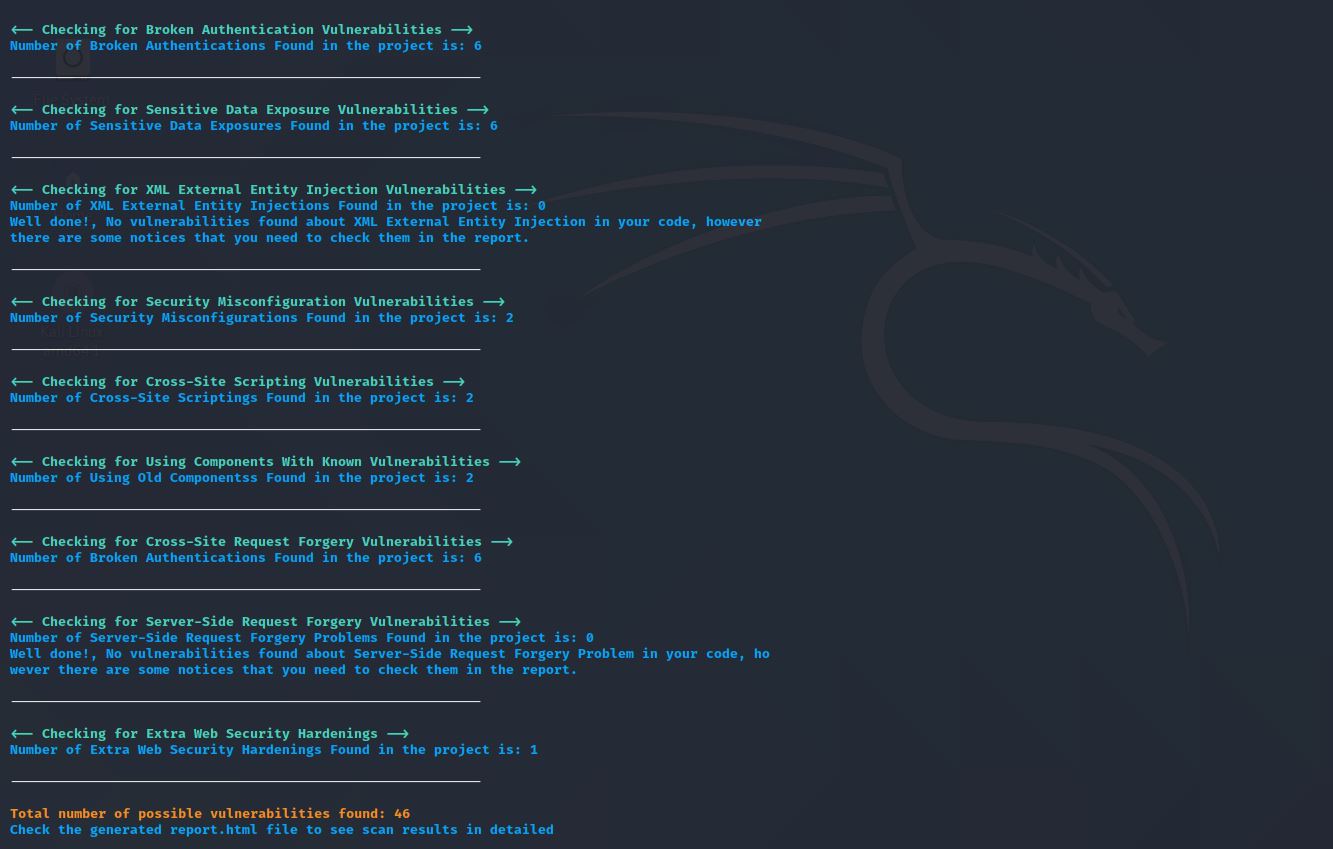 <-- Checking for Broken Authentication Vulnerabilities -->
Number of Broken Authentications Found in the project is: 6
<-- Checking for Sensitive Data Exposure Vulnerabilities -->
Number of Sensitive Data Exposures Found in the project is: 6
<-- Checking for XML External Entity Injection Vulnerabilities -->
Number of XML External Entity Injections Found in the project is: 0
Well done!, No vulnerabilities found about XML External Entity Injection in your code, however
there are some notices that you need to check them in the report.
<-- Checking for Security Misconfiguration Vulnerabilities -->
Number of Security Misconfigurations Found in the project is: 2
Kali Linux
amd64 1
<-- Checking for Cross-Site Scripting Vulnerabilities -->
Number of Cross-Site Scriptings Found in the project is: 2
<-- Checking for Using Components With Known Vulnerabilities -->
Number of Using Old Componentss Found in the project is: 2
<-- Checking for Cross-Site Request Forgery Vulnerabilities -->
Number of Broken Authentications Found in the project is: 6
<-- Checking for Server-Side Request Forgery Vulnerabilities -->
Number of Server-Side Request Forgery Problems Found in the project is: 0
Well done!, No vulnerabilities found about Server-Side Request Forgery Problem in your code, ho
wever there are some notices that you need to check them in the report.
<-- Checking for Extra Web Security Hardenings -->
Number of Extra Web Security Hardenings Found in the project is: 1
Total number of possible vulnerabilities found: 46
Check the generated report.html file to see scan results in detailed